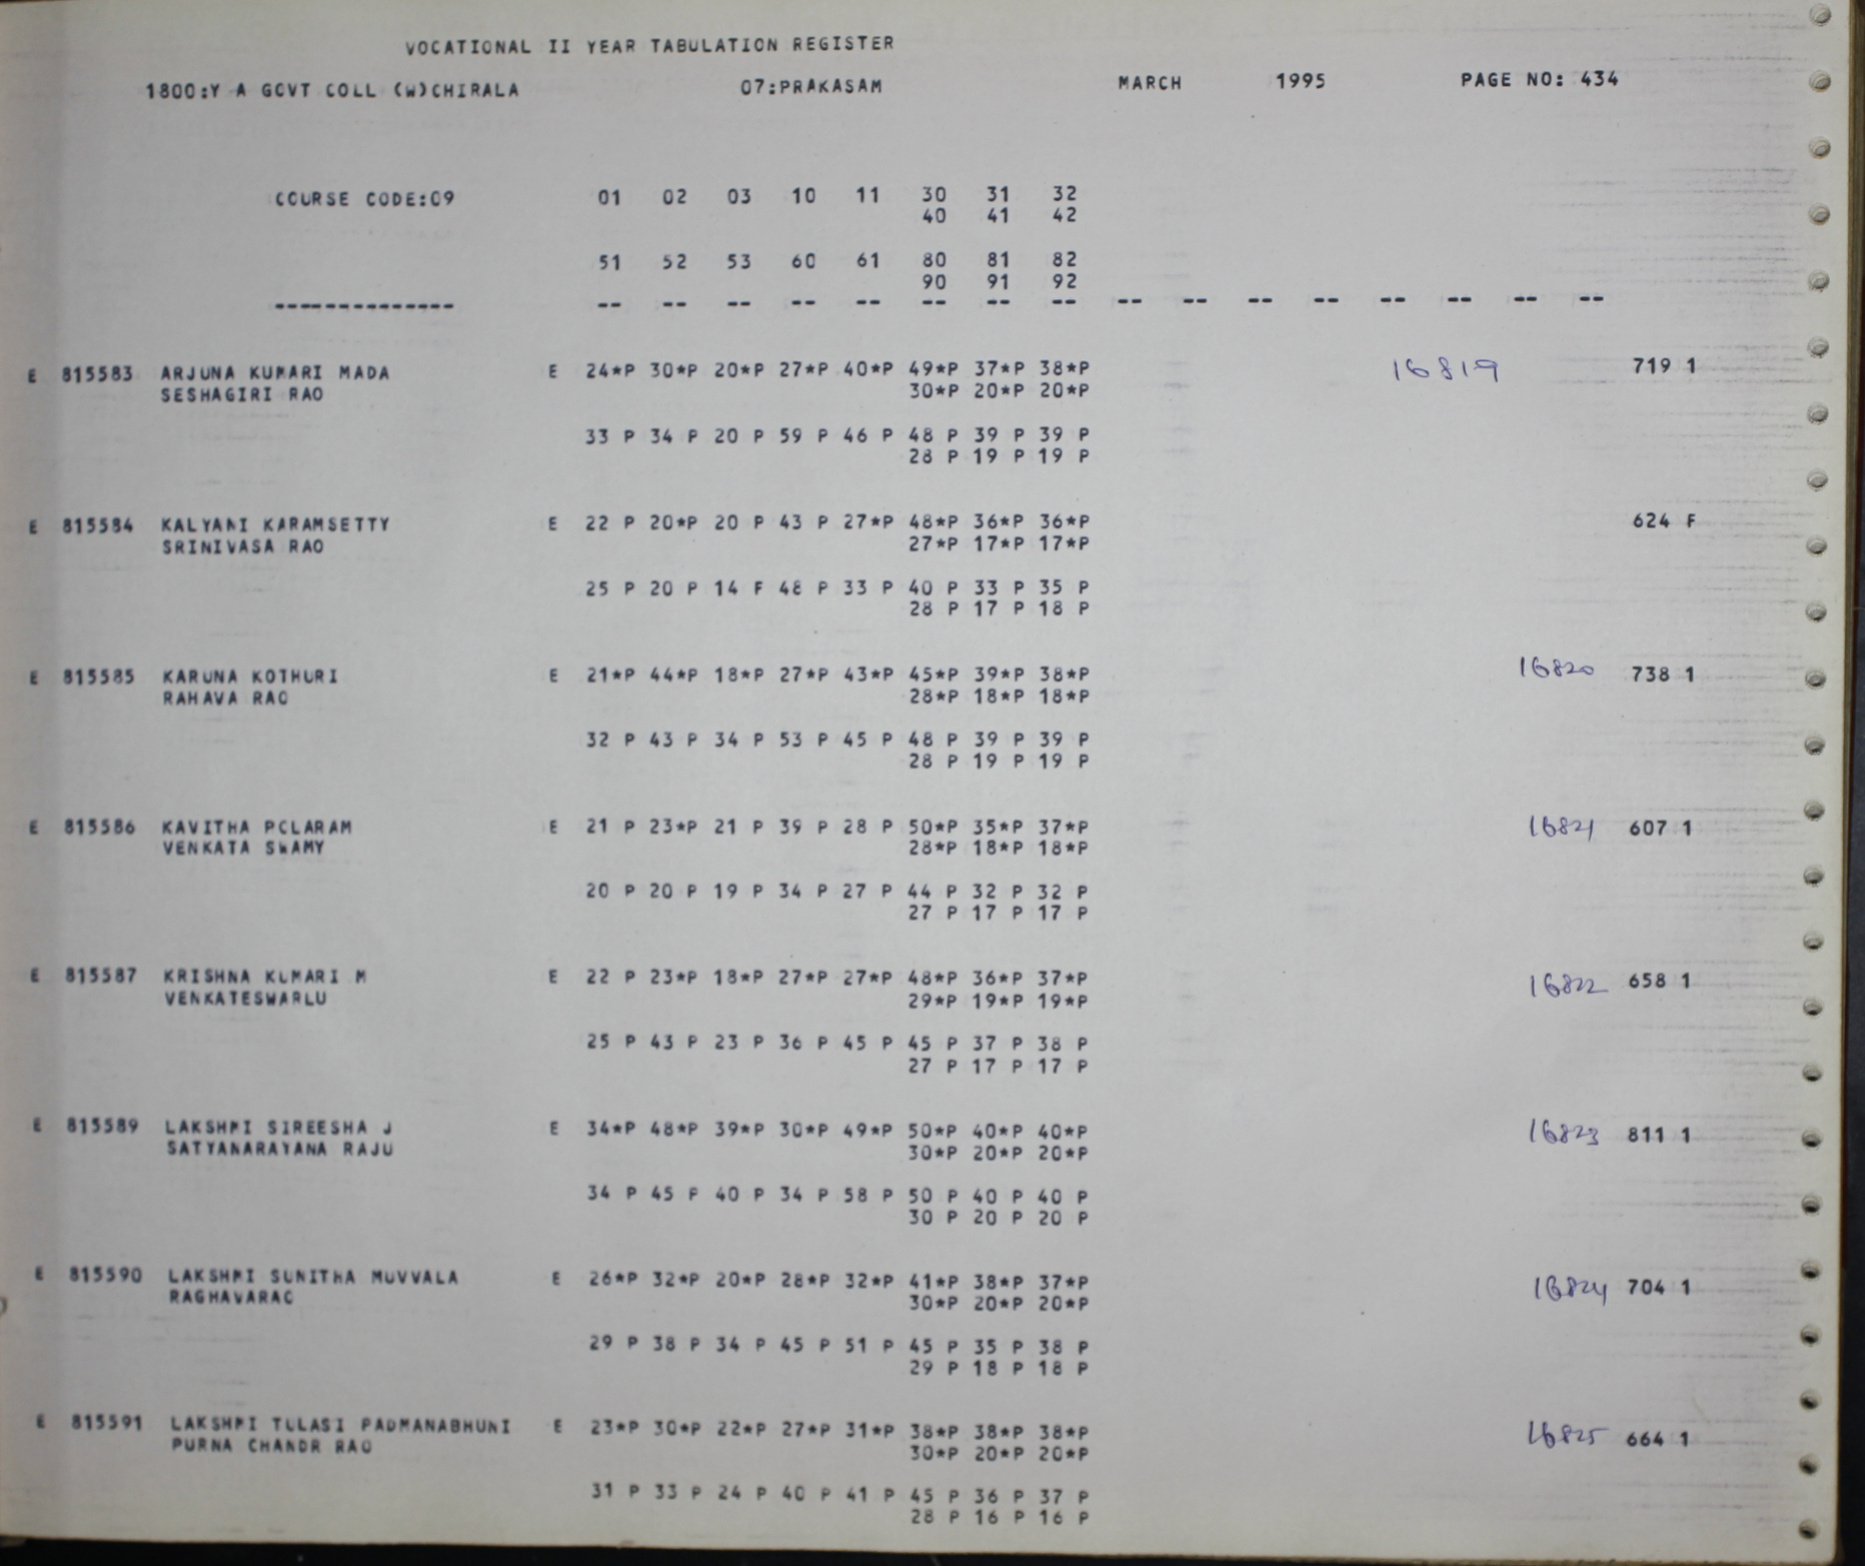 VOCATIONAL II YEAR TABULATION REGISTER
1800:Y A GOVT COLL (W)CHIRALA 07:PRAKASAM MARCH 1995 PAGE NO: 434
COURSE CODE:09 01 02 03 10 11 30 31 32
40 41 42
51 52 53 60 61 80 81 82
90 91 92
-------------- -- -- -- -- -- -- -- -- -- -- -- -- -- -- -- --
E 815583 ARJUNA KUMARI MADA E 24*P 30*P 20*P 27*P 40*P 49*P 37*P 38*P 16819 719 1
SESHAGIRI RAO 30*P 20*P 20*P
33 P 34 P 20 P 59 P 46 P 48 P 39 P 39 P
28 P 19 P 19 P
E 815584 KALYANI KARAMSETTY E 22 P 20*P 20 P 43 P 27*P 48*P 36*P 36*P 624 F
SRINIVASA RAO 27*P 17*P 17*P
25 P 20 P 14 F 48 P 33 P 40 P 33 P 35 P
28 P 17 P 18 P
E 815585 KARUNA KOTHURI E 21*P 44*P 18*P 27*P 43*P 45*P 39*P 38*P 16820 738 1
RAHAVA RAO 28*P 18*P 18*P
32 P 43 P 34 P 53 P 45 P 48 P 39 P 39 P
28 P 19 P 19 P
E 815586 KAVITHA POLARAM E 21 P 23*P 21 P 39 P 28 P 50*P 35*P 37*P 16821 607 1
VENKATA SWAMY 28*P 18*P 18*P
20 P 20 P 19 P 34 P 27 P 44 P 32 P 32 P
27 P 17 P 17 P
E 815587 KRISHNA KUMARI M E 22 P 23*P 18*P 27*P 27*P 48*P 36*P 37*P 16822 658 1
VENKATESWARLU 29*P 19*P 19*P
25 P 43 P 23 P 36 P 45 P 45 P 37 P 38 P
27 P 17 P 17 P
E 815589 LAKSHMI SIREESHA J E 34*P 48*P 39*P 30*P 49*P 50*P 40*P 40*P 16823 811 1
SATYANARAYANA RAJU 30*P 20*P 20*P
34 P 45 P 40 P 34 P 58 P 50 P 40 P 40 P
30 P 20 P 20 P
E 815590 LAKSHMI SUNITHA MUVVALA E 26*P 32*P 20*P 28*P 32*P 41*P 38*P 37*P 16824 704 1
RAGHAVARAO 30*P 20*P 20*P
29 P 38 P 34 P 45 P 51 P 45 P 35 P 38 P
29 P 18 P 18 P
E 815591 LAKSHMI TULASI PADMANABHUNI E 23*P 30*P 22*P 27*P 31*P 38*P 38*P 38*P 16825 664 1
PURNA CHANDR RAO 30*P 20*P 20*P
31 P 33 P 24 P 40 P 41 P 45 P 36 P 37 P
28 P 16 P 16 P